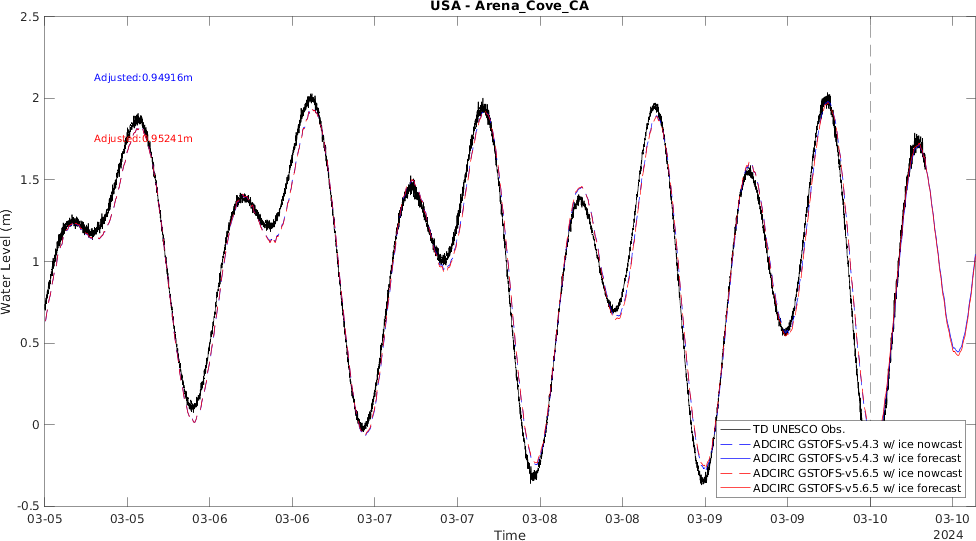 USA - Arena_Cove_CA
2.5
2
1.5
1
0.5
0
-0.5
Water Level (m)
Adjusted:0.94916m
Adjusted:0.95241m
TD UNESCO Obs.
ADCIRC GSTOFS-v5.4.3 w/ ice nowcast
ADCIRC GSTOFS-v5.4.3 w/ ice forecast
ADCIRC GSTOFS-v5.6.5 w/ ice nowcast
ADCIRC GSTOFS-v5.6.5 w/ ice forecast
03-05 03-05 03-06 03-06 03-07 03-07 03-08 03-08 03-09 03-09 03-10 03-10
2024
Time